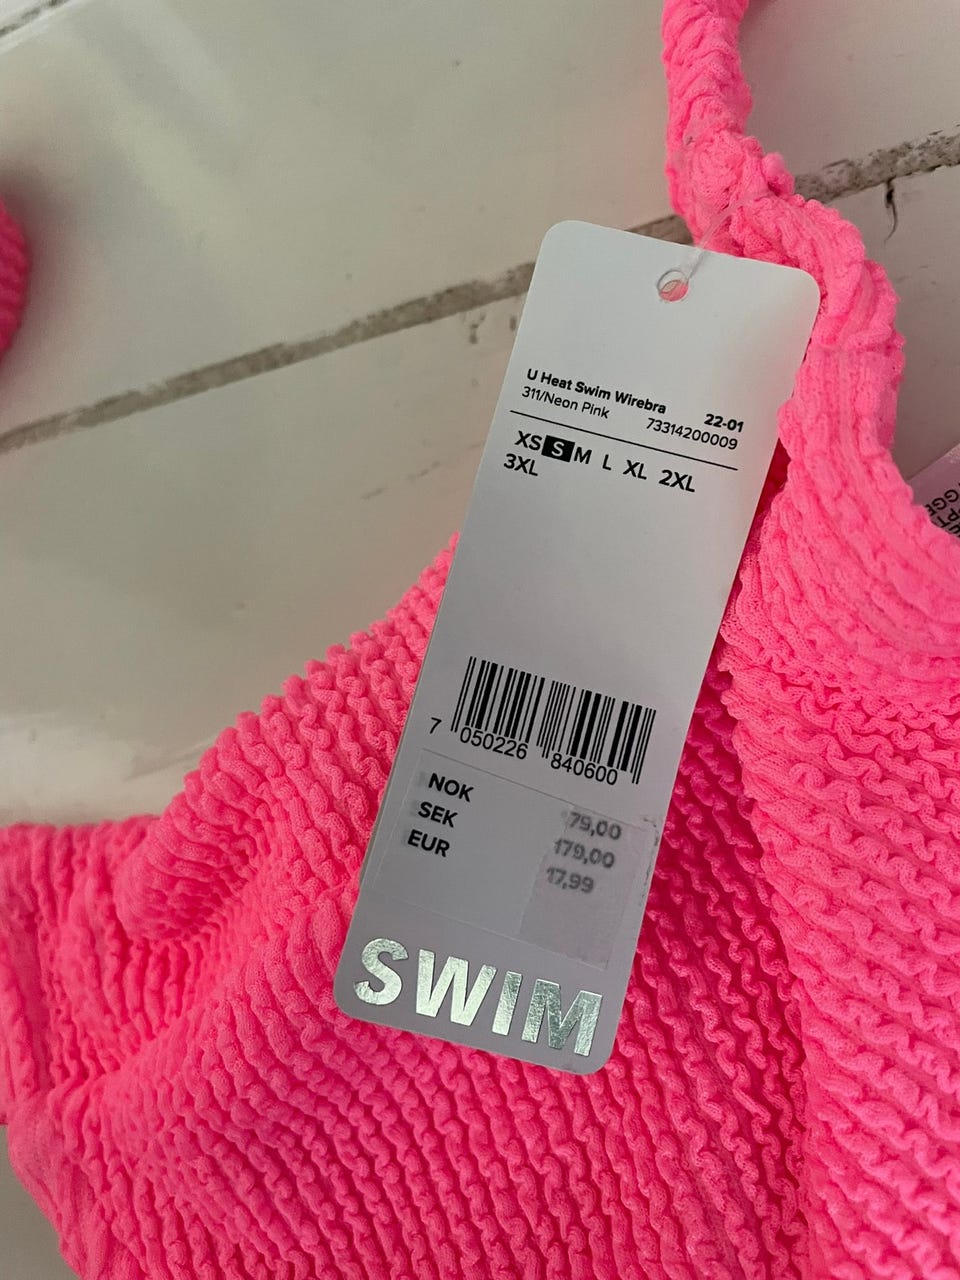 U Heat Swim Wirebra 22-01
311/Neon Pink 73314200009
XS S M L XL 2XL
3XL
7 050226 840600
NOK 179,00
SEK 179,00
EUR 17,99
SWIM